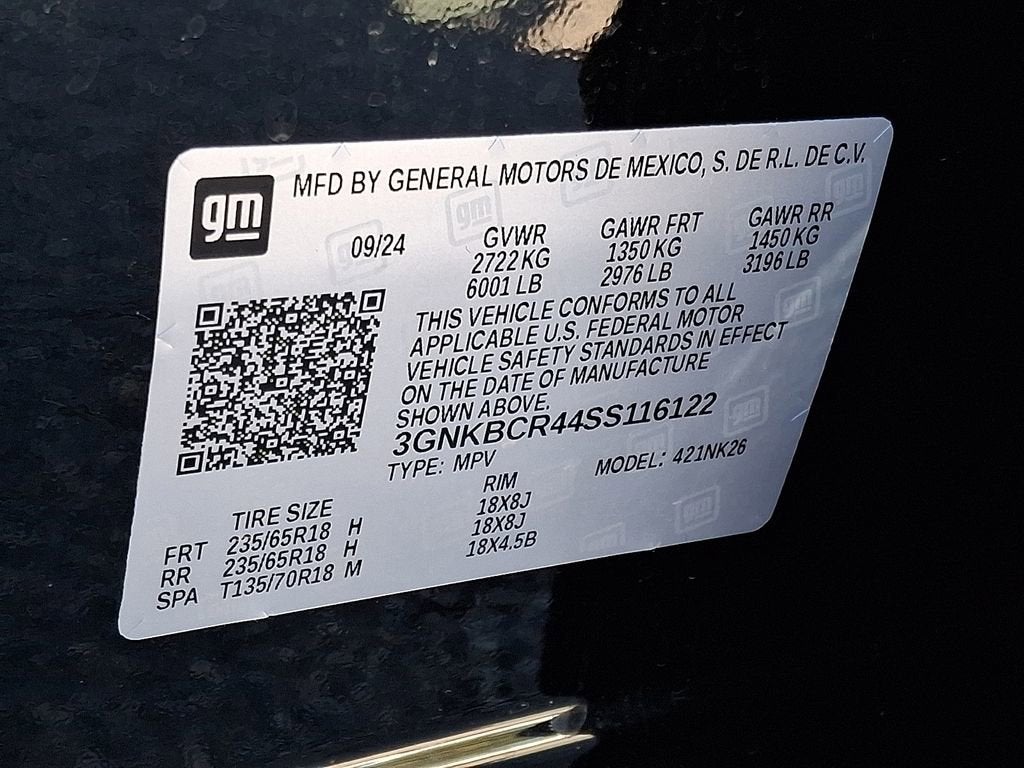 gm
MFD BY GENERAL MOTORS DE MEXICO, S. DE R.L. DE C.V.
09/24 GVWR GAWR FRT GAWR RR
2722 KG 1350 KG 1450 KG
6001 LB 2976 LB 3196 LB
THIS VEHICLE CONFORMS TO ALL
APPLICABLE U.S. FEDERAL MOTOR
VEHICLE SAFETY STANDARDS IN EFFECT
ON THE DATE OF MANUFACTURE
SHOWN ABOVE.
3GNKBCR44SS116122
TYPE: MPV MODEL: 421NK26
TIRE SIZE RIM
FRT 235/65R18 H 18X8J
RR 235/65R18 H 18X8J
SPA T135/70R18 M 18X4.5B